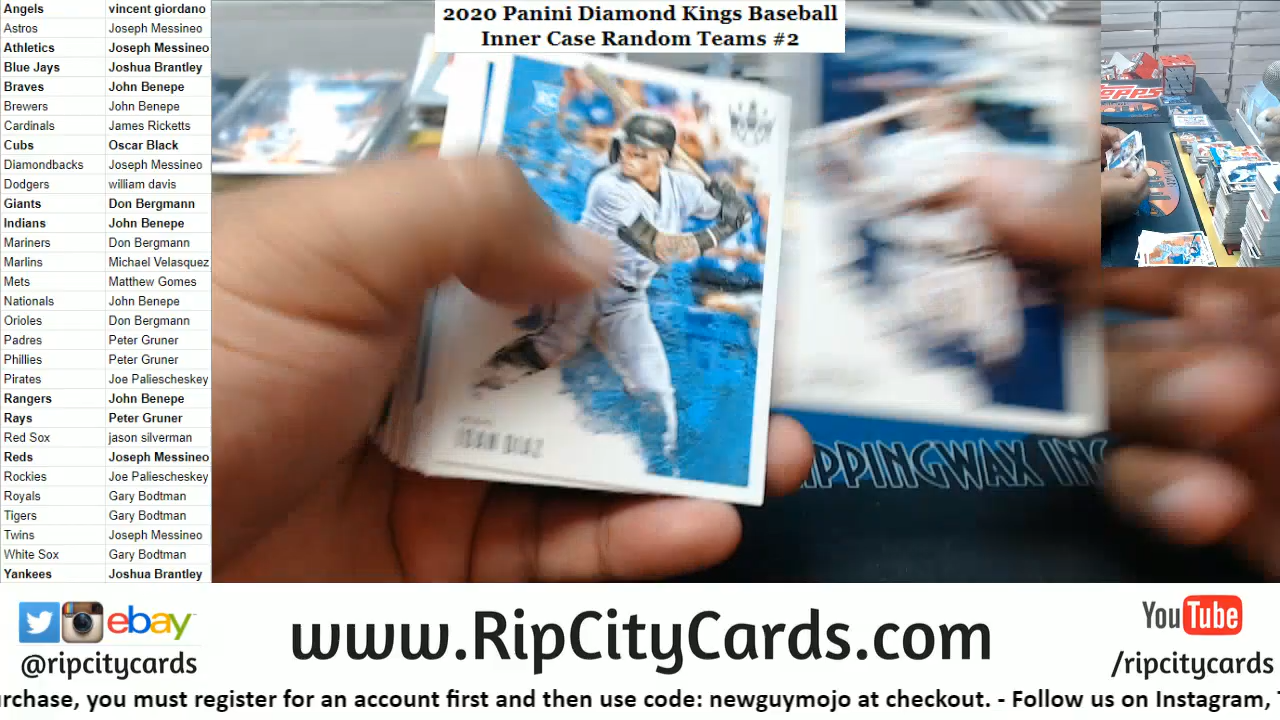 2020 Panini Diamond Kings Baseball
Inner Case Random Teams #2
Angels vincent giordano
Astros Joseph Messineo
Athletics Joseph Messineo
Blue Jays Joshua Brantley
Braves John Benepe
Brewers John Benepe
Cardinals James Ricketts
Cubs Oscar Black
Diamondbacks Joseph Messineo
Dodgers william davis
Giants Don Bergmann
Indians John Benepe
Mariners Don Bergmann
Marlins Michael Velasquez
Mets Matthew Gomes
Nationals John Benepe
Orioles Don Bergmann
Padres Peter Gruner
Phillies Peter Gruner
Pirates Joe Paliescheskey
Rangers John Benepe
Rays Peter Gruner
Red Sox jason silverman
Reds Joseph Messineo
Rockies Joe Paliescheskey
Royals Gary Bodtman
Tigers Gary Bodtman
Twins Joseph Messineo
White Sox Gary Bodtman
Yankees Joshua Brantley
RC
DIAZ
IPPINGWAX INC
Topps
ebay
@ripcitycards
www.RipCityCards.com
YouTube
/ripcitycards
urchase, you must register for an account first and then use code: newguymojo at checkout. - Follow us on Instagram,